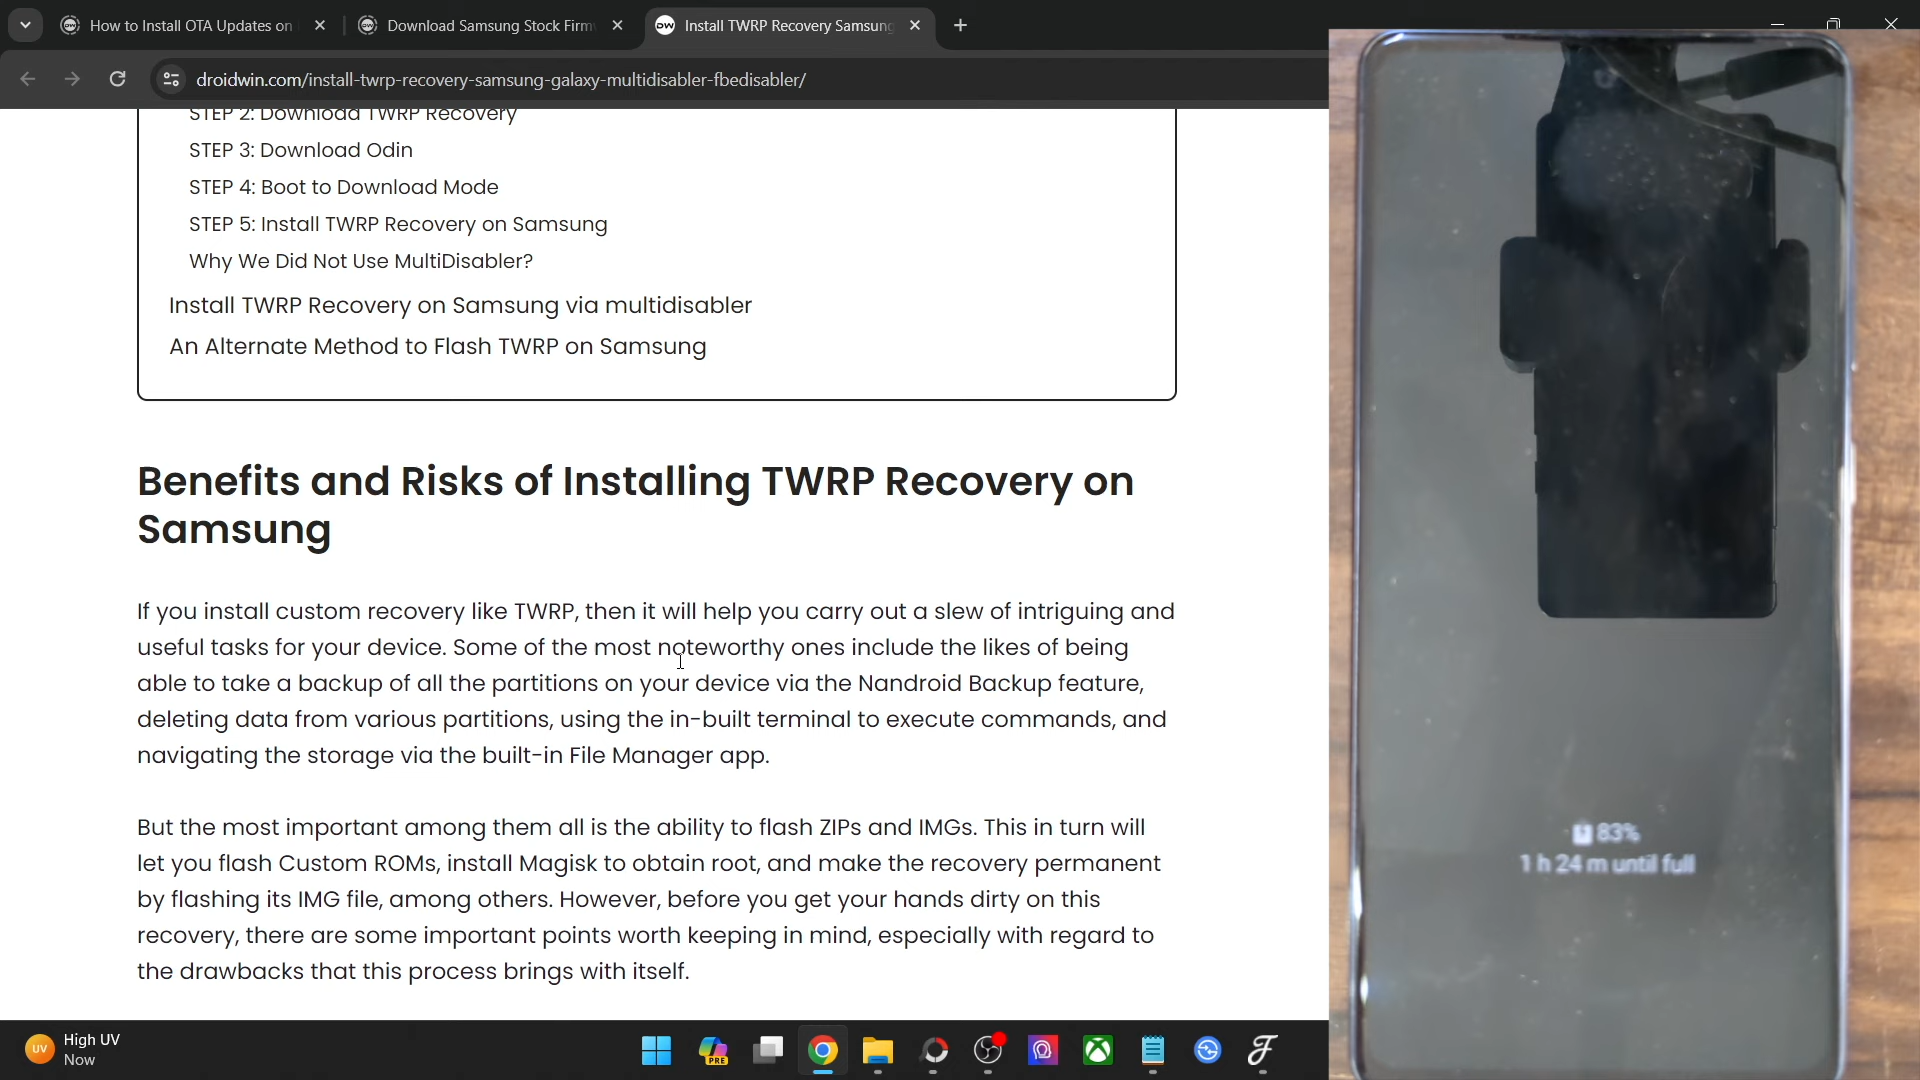 How to Install OTA Updates on
Download Samsung Stock Firm
Install TWRP Recovery Samsung
droidwin.com/install-twrp-recovery-samsung-galaxy-multidisabler-fbedisabler/
STEP 2: Download TWRP Recovery
STEP 3: Download Odin
STEP 4: Boot to Download Mode
STEP 5: Install TWRP Recovery on Samsung
Why We Did Not Use MultiDisabler?
Install TWRP Recovery on Samsung via multidisabler
An Alternate Method to Flash TWRP on Samsung
Benefits and Risks of Installing TWRP Recovery on
Samsung
If you install custom recovery like TWRP, then it will help you carry out a slew of intriguing and
useful tasks for your device. Some of the most noteworthy ones include the likes of being
able to take a backup of all the partitions on your device via the Nandroid Backup feature,
deleting data from various partitions, using the in-built terminal to execute commands, and
navigating the storage via the built-in File Manager app.
But the most important among them all is the ability to flash ZIPs and IMGs. This in turn will
let you flash Custom ROMs, install Magisk to obtain root, and make the recovery permanent
by flashing its IMG file, among others. However, before you get your hands dirty on this
recovery, there are some important points worth keeping in mind, especially with regard to
the drawbacks that this process brings with itself.
83%
1 h 24 m until full
UV
High UV
Now
PRE